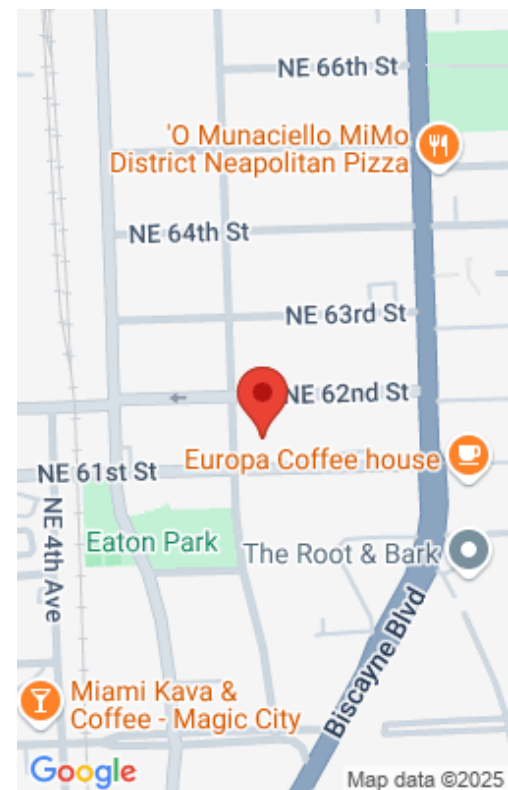 NE 66th St
'O Munaciello MiMo
District Neapolitan Pizza
NE 64th St
NE 63rd St
NE 62nd St
Europa Coffee house
NE 61st St
NE 4th Ave
Eaton Park
The Root & Bark
Biscayne Blvd
Miami Kava &
Coffee - Magic City
Google
Map data ©2025